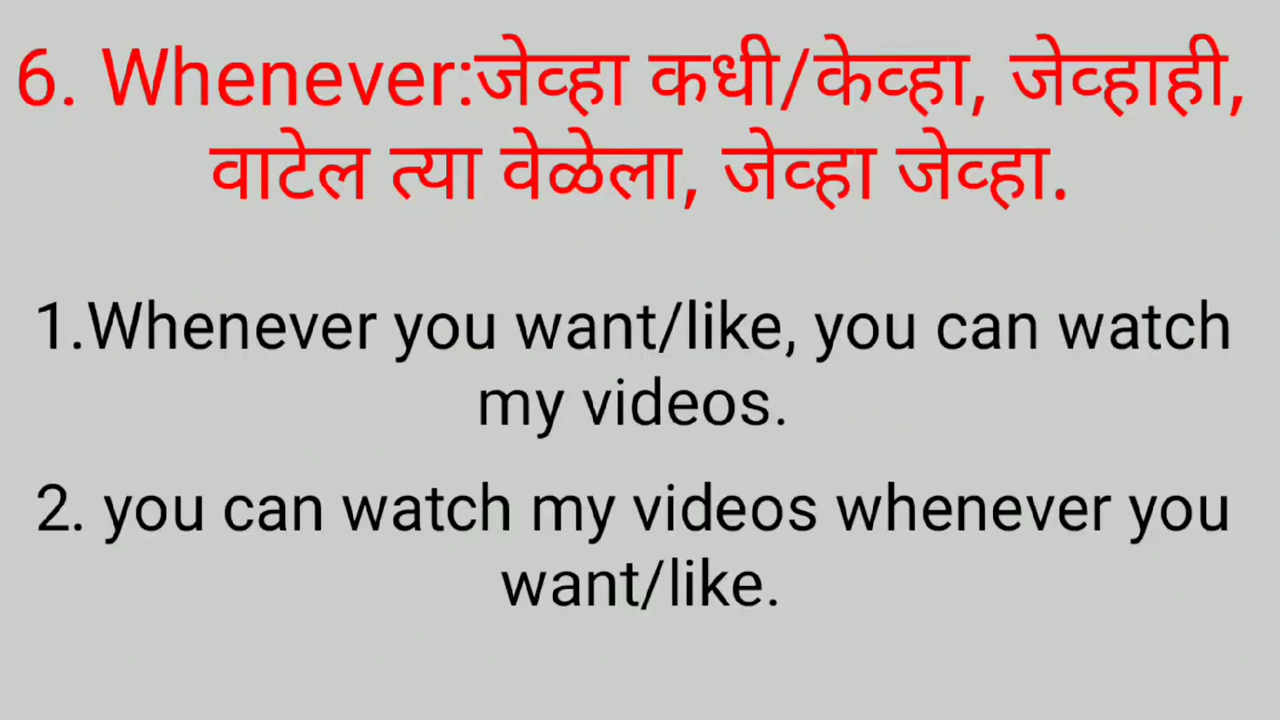 6. Whenever:जेव्हा कधी/केव्हा, जेव्हाही,
वाटेल त्या वेळेला, जेव्हा जेव्हा.
1.Whenever you want/like, you can watch
my videos.
2. you can watch my videos whenever you
want/like.